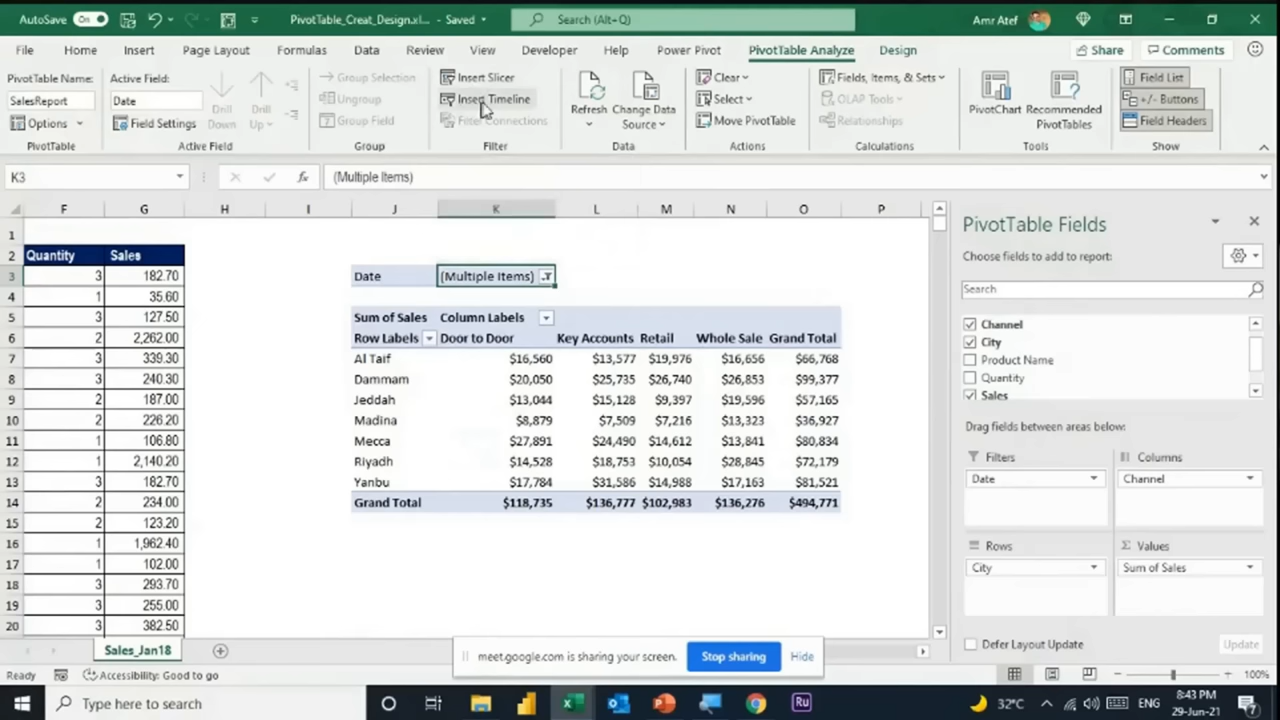 AutoSave On PivotTable_Creat_Design.xl... - Saved Search (Alt+Q) Amr Atef
File Home Insert Page Layout Formulas Data Review View Developer Help Power Pivot PivotTable Analyze Design Share Comments
PivotTable Name:
SalesReport
Options
PivotTable
Active Field:
Date
Field Settings
Drill Down
Drill Up
Active Field
Group Selection
Ungroup
Group Field
Group
Insert Slicer
Insert Timeline
Filter Connections
Filter
Refresh
Change Data Source
Data
Clear
Select
Move PivotTable
Actions
Fields, Items, & Sets
OLAP Tools
Relationships
Calculations
PivotChart
Recommended PivotTables
Tools
Field List
+/- Buttons
Field Headers
Show
K3 fx (Multiple Items)
F G H I J K L M N O P
1
2 Quantity Sales
3 3 182.70 Date (Multiple Items)
4 1 35.60
5 3 127.50 Sum of Sales Column Labels
6 2 2,262.00 Row Labels Door to Door Key Accounts Retail Whole Sale Grand Total
7 3 339.30 Al Taif $16,560 $13,577 $19,976 $16,656 $66,768
8 3 240.30 Dammam $20,050 $25,735 $26,740 $26,853 $99,377
9 2 187.00 Jeddah $13,044 $15,128 $9,397 $19,596 $57,165
10 2 226.20 Madina $8,879 $7,509 $7,216 $13,323 $36,927
11 1 106.80 Mecca $27,891 $24,490 $14,612 $13,841 $80,834
12 1 2,140.20 Riyadh $14,528 $18,753 $10,054 $28,845 $72,179
13 3 182.70 Yanbu $17,784 $31,586 $14,988 $17,163 $81,521
14 2 234.00 Grand Total $118,735 $136,777 $102,983 $136,276 $494,771
15 2 123.20
16 1 1,962.40
17 1 102.00
18 3 293.70
19 3 255.00
20 3 382.50
PivotTable Fields
Choose fields to add to report:
Search
Channel
City
Product Name
Quantity
Sales
Drag fields between areas below:
Filters Columns
Date Channel
Rows Σ Values
City Sum of Sales
Defer Layout Update Update
Sales_Jan18
meet.google.com is sharing your screen. Stop sharing Hide
Ready Accessibility: Good to go 100%
Type here to search Ru 32°C ENG 8:43 PM
29-Jun-21 7